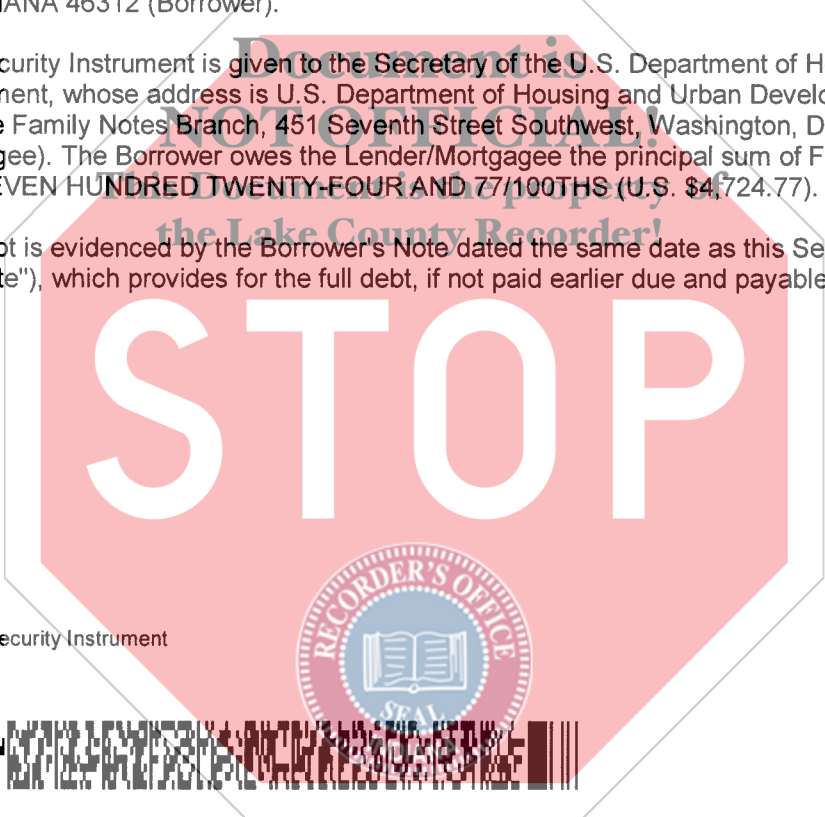 ANA 46312 (Borrower).
curity Instrument is given to the Secretary of the U.S. Department of H
ment, whose address is U.S. Department of Housing and Urban Develo
e Family Notes Branch, 451 Seventh Street Southwest, Washington, D
gee). The Borrower owes the Lender/Mortgagee the principal sum of F
EVEN HUNDRED TWENTY-FOUR AND 77/100THS (U.S. $4,724.77).
ot is evidenced by the Borrower's Note dated the same date as this Se
te"), which provides for the full debt, if not paid earlier due and payable
Document is
NOT OFFICIAL!
This Document is the property of
the Lake County Recorder!
STOP
RECORDER'S OFFICE
SEAL
INDIANA
ecurity Instrument